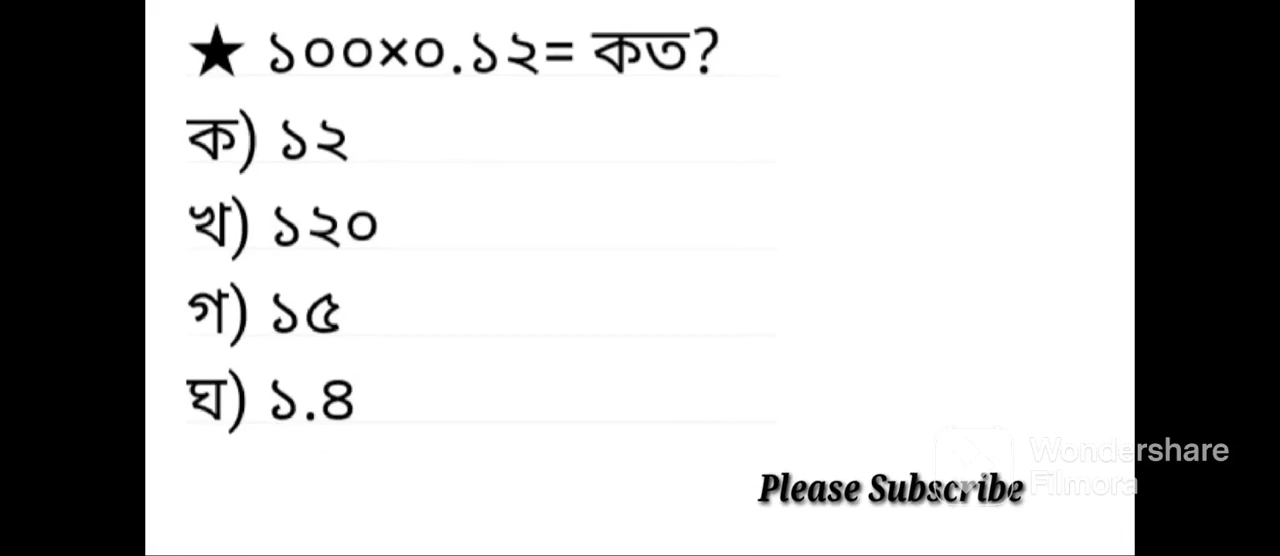 ★ ১০০×০.১২= কত?
ক) ১২
খ) ১২০
গ) ১৫
ঘ) ১.৪
Wondershare
Filmora
Please Subscribe